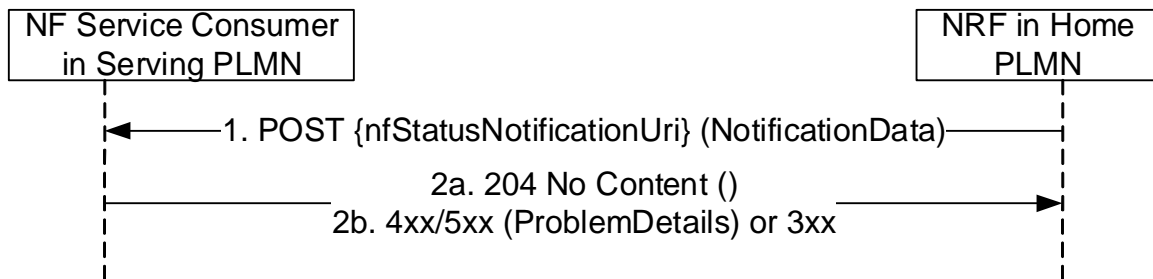 NF Service Consumer
in Serving PLMN
NRF in Home
PLMN
1. POST {nfStatusNotificationUri} (NotificationData)
2a. 204 No Content ()
2b. 4xx/5xx (ProblemDetails) or 3xx